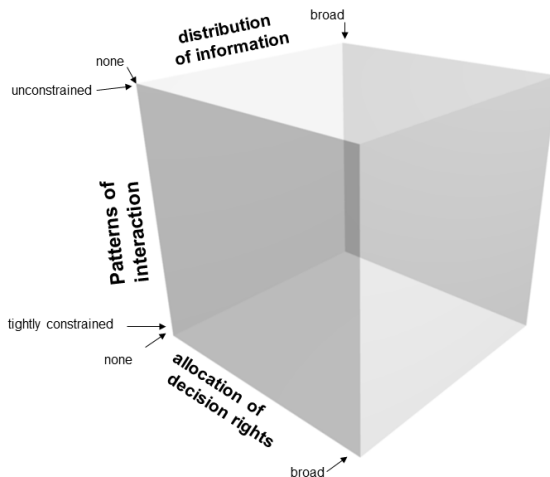 broad
distribution
of information
none
unconstrained
Patterns of
interaction
tightly constrained
none
allocation of
decision rights
broad